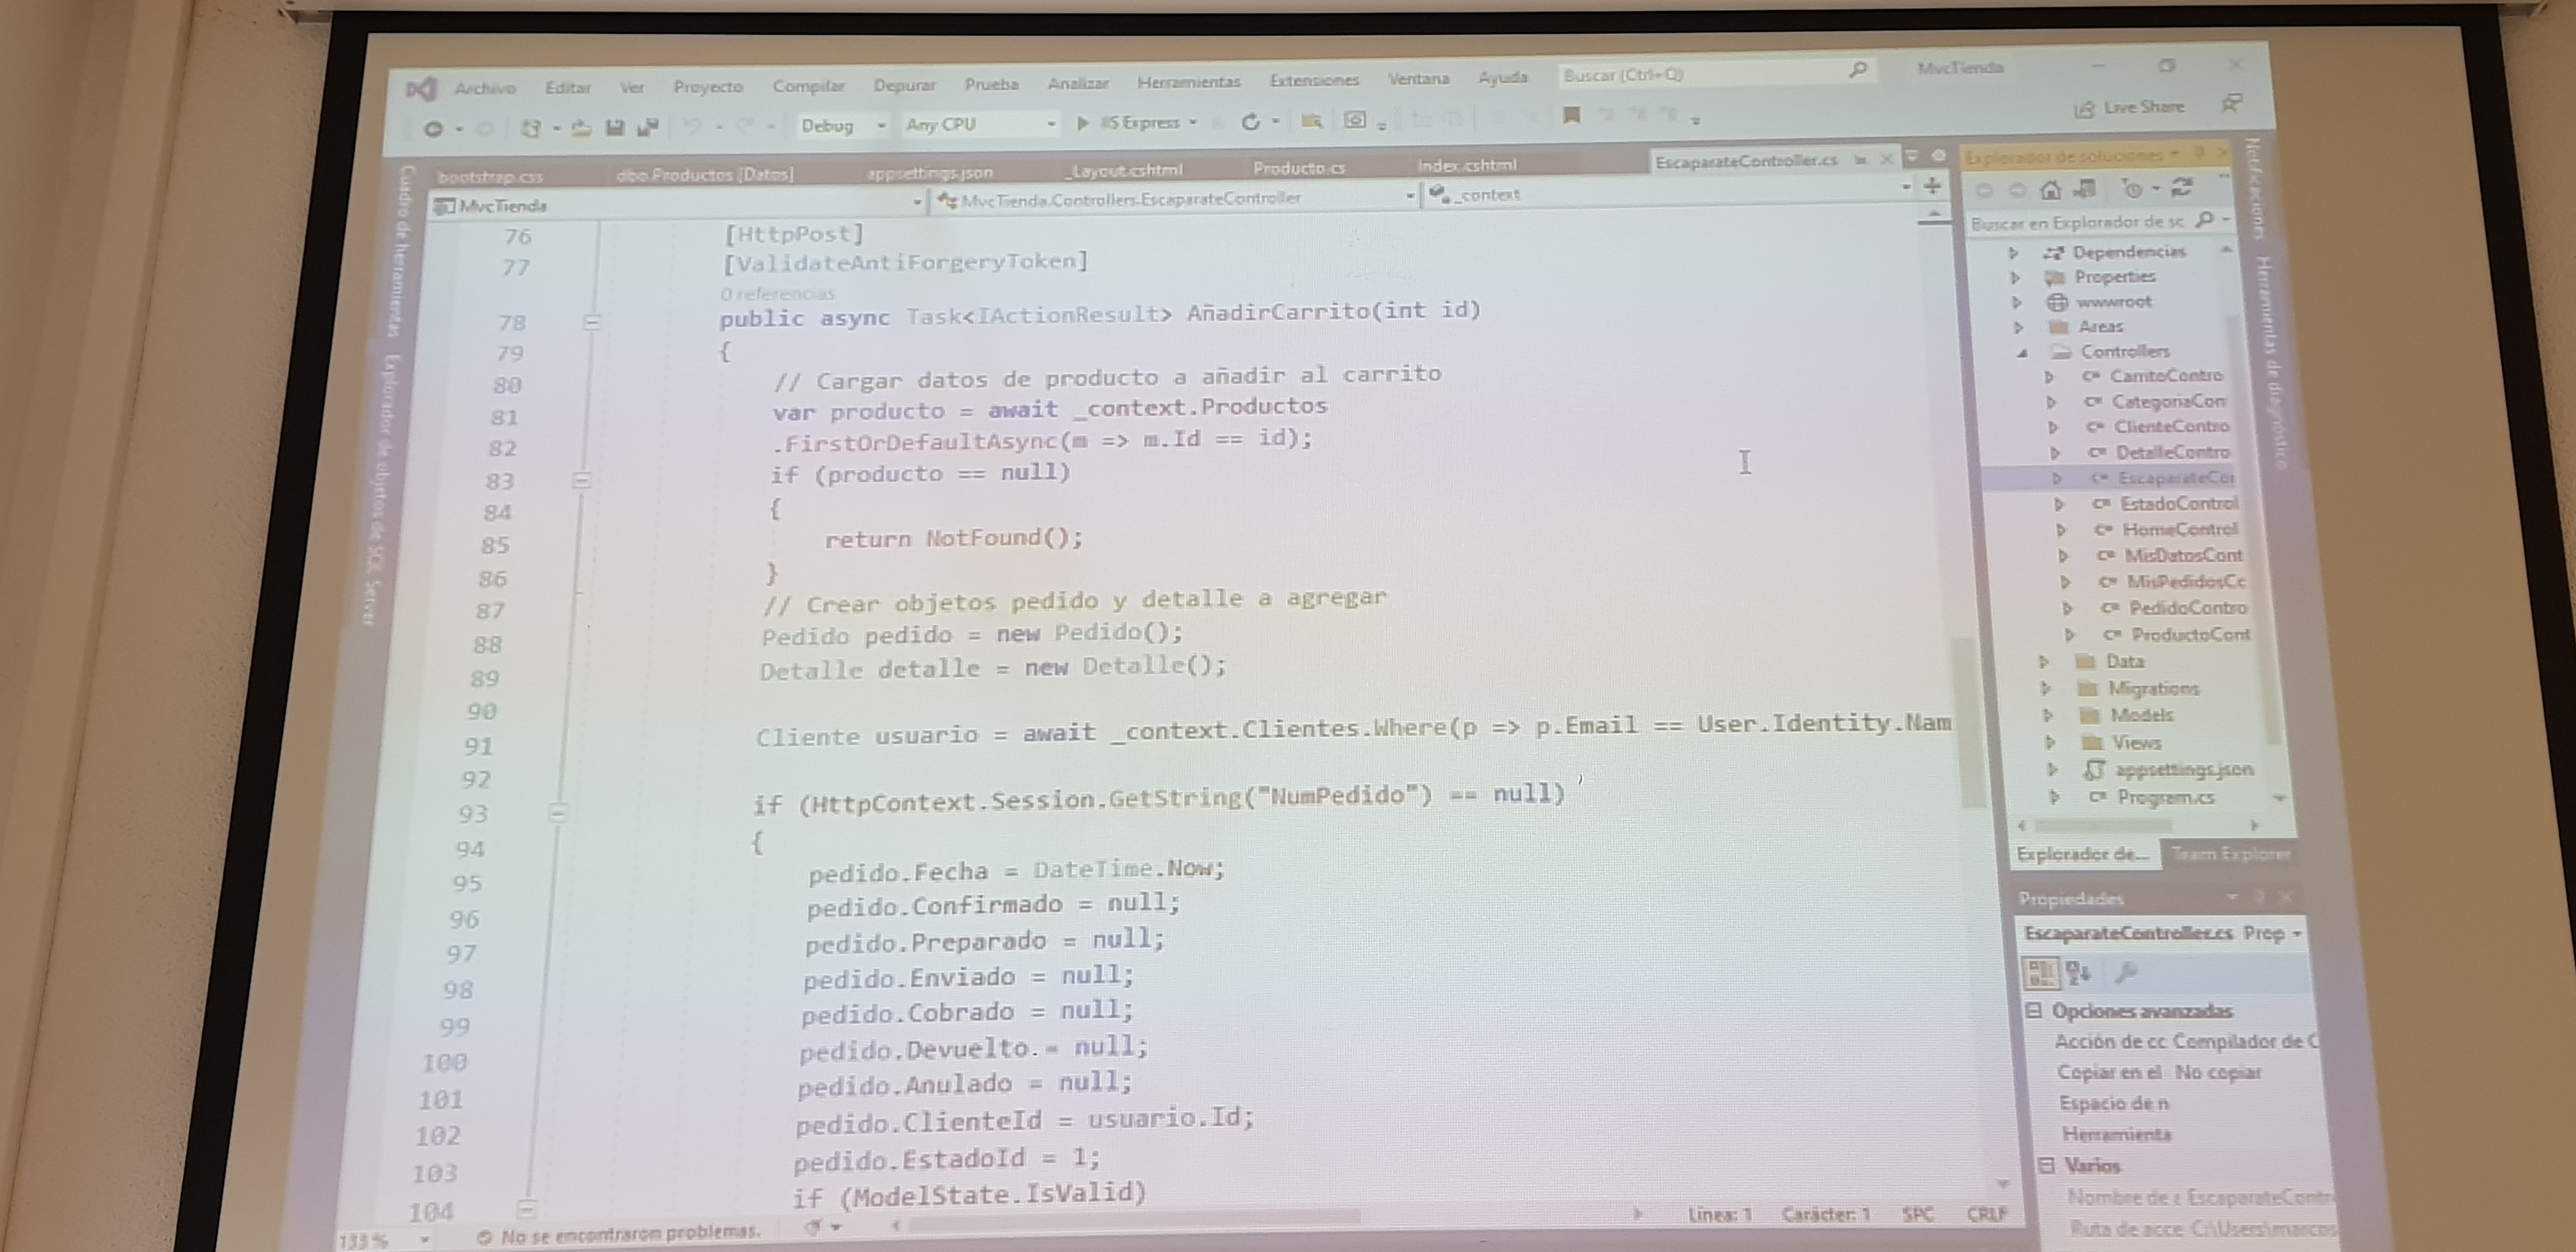 Archivo Editar Ver Proyecto Compilar Depurar Prueba Analizar Herramientas Extensiones Ventana Ayuda Buscar (Ctrl+Q) MvcTienda
Debug Any CPU IIS Express Live Share
bootstrap.css dbo.Productos [Datos] appsettings.json _Layout.cshtml Producto.cs Index.cshtml EscaparateController.cs
MvcTienda MvcTienda.Controllers.EscaparateController _context
Cuadro de herramientas
Explorador de objetos de SQL Server
76 [HttpPost]
77 [ValidateAntiForgeryToken]
0 referencias
78 public async Task<IActionResult> AñadirCarrito(int id)
79 {
80 // Cargar datos de producto a añadir al carrito
81 var producto = await _context.Productos
82 .FirstOrDefaultAsync(m => m.Id == id);
83 if (producto == null)
84 {
85 return NotFound();
86 }
87 // Crear objetos pedido y detalle a agregar
88 Pedido pedido = new Pedido();
89 Detalle detalle = new Detalle();
90
91 Cliente usuario = await _context.Clientes.Where(p => p.Email == User.Identity.Nam
92
93 if (HttpContext.Session.GetString("NumPedido") == null)
94 {
95 pedido.Fecha = DateTime.Now;
96 pedido.Confirmado = null;
97 pedido.Preparado = null;
98 pedido.Enviado = null;
99 pedido.Cobrado = null;
100 pedido.Devuelto = null;
101 pedido.Anulado = null;
102 pedido.ClienteId = usuario.Id;
103 pedido.EstadoId = 1;
104 if (ModelState.IsValid)
133 % No se encontraron problemas. Línea: 1 Carácter: 1 SPC CRLF
Explorador de soluciones
Buscar en Explorador de sc
Dependencias
Properties
wwwroot
Areas
Controllers
C# CarritoContro
C# CategoriaCon
C# ClienteContro
C# DetalleContro
C# EscaparateCor
C# EstadoControl
C# HomeControl
C# MisDatosCont
C# MisPedidosCc
C# PedidoContro
C# ProductoCont
Data
Migrations
Models
Views
appsettings.json
C# Program.cs
Explorador de... Team Explorer
Propiedades
EscaparateController.cs Prop
Opciones avanzadas
Acción de cc Compilador de C
Copiar en el No copiar
Espacio de n
Herramienta
Varios
Nombre de a EscaparateContr
Ruta de acce C:\Users\marcos
Notificaciones
Herramientas de diagnóstico